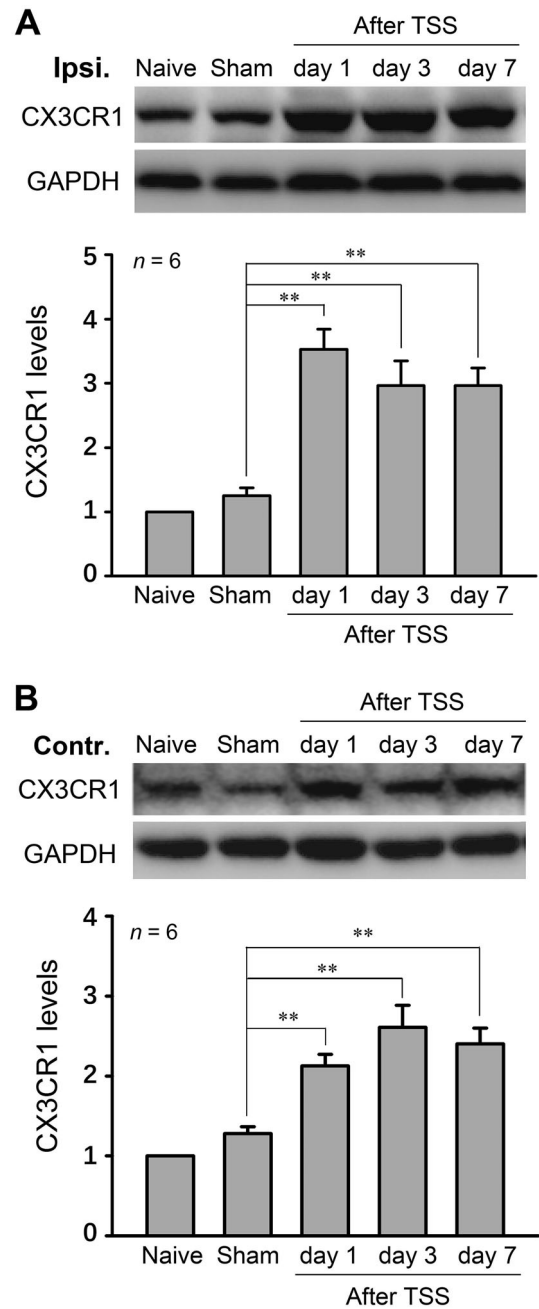 A
After TSS
Ipsi. Naive Sham day 1 day 3 day 7
CX3CR1
GAPDH
5
n = 6
**
**
**
4
3
2
1
0
CX3CR1 levels
Naive Sham day 1 day 3 day 7
After TSS
B
After TSS
Contr. Naive Sham day 1 day 3 day 7
CX3CR1
GAPDH
4
n = 6
**
**
**
3
2
1
0
CX3CR1 levels
Naive Sham day 1 day 3 day 7
After TSS